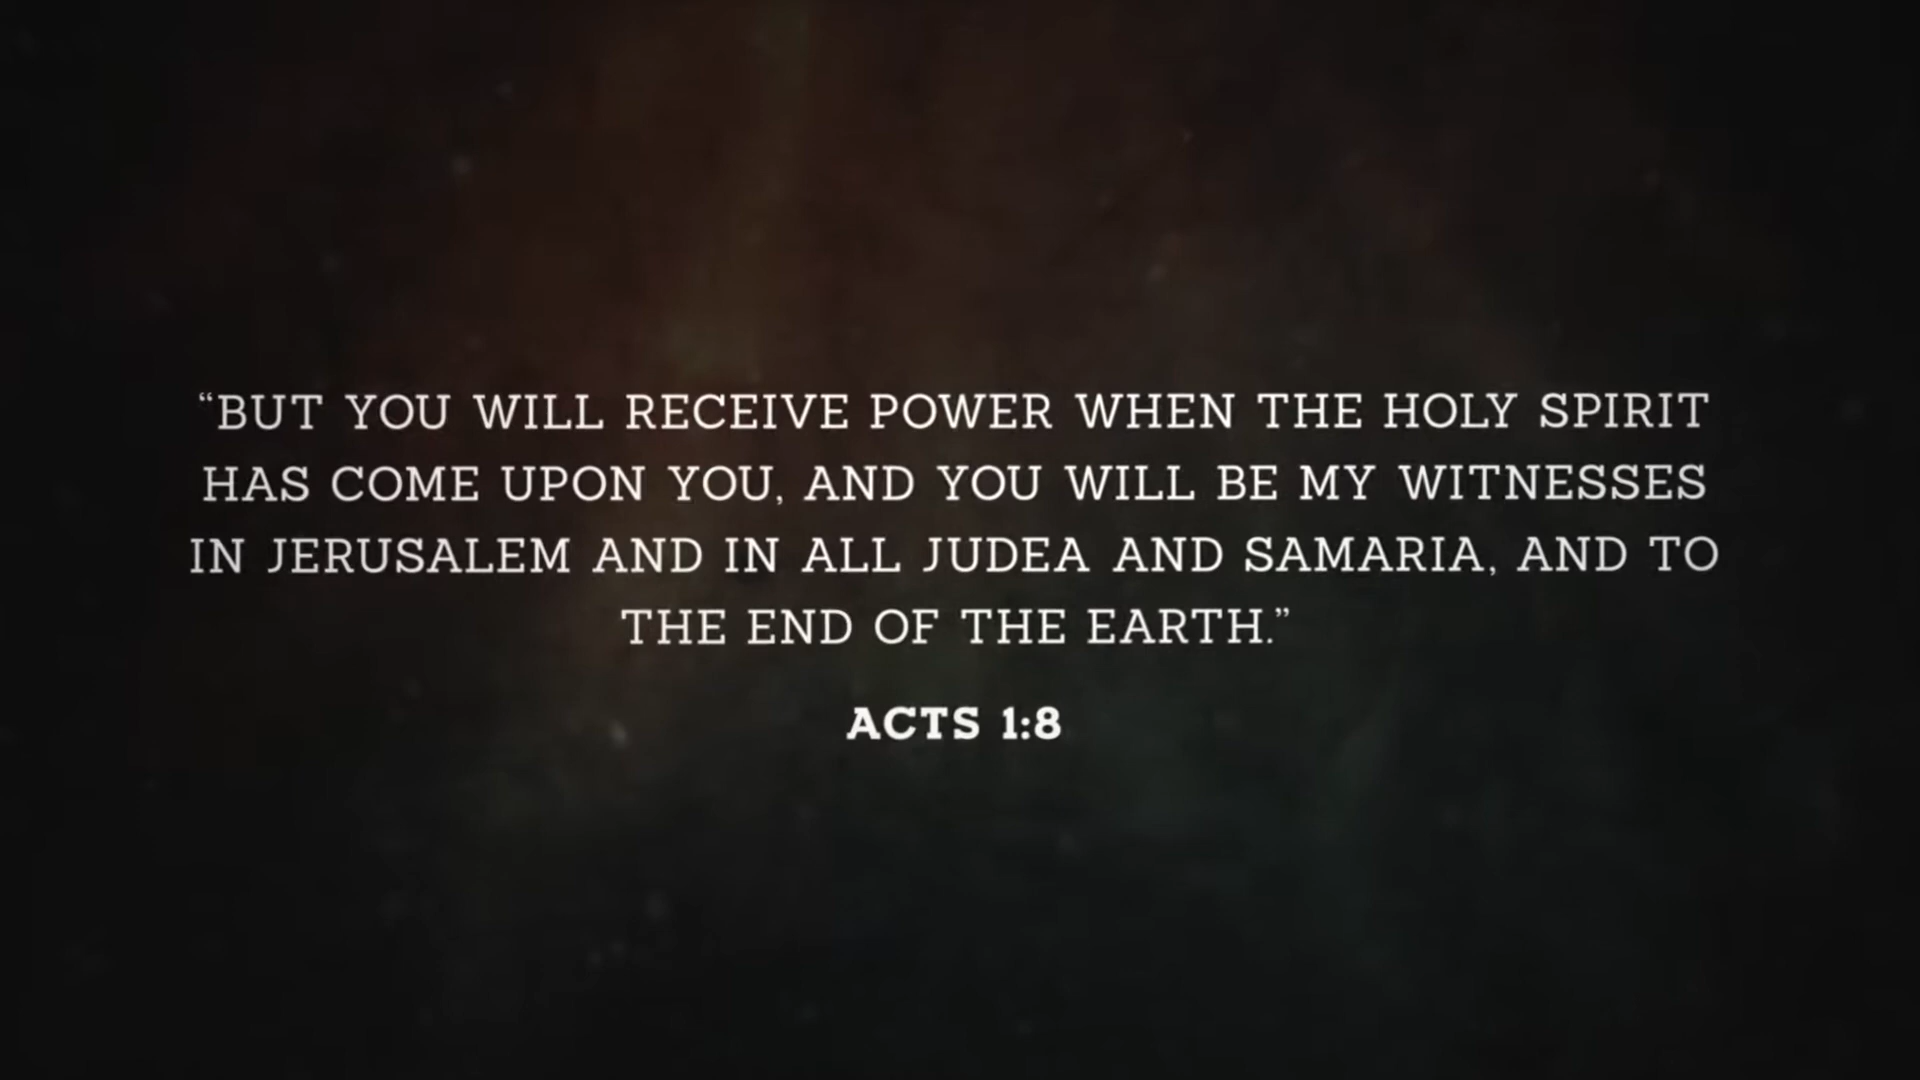 “BUT YOU WILL RECEIVE POWER WHEN THE HOLY SPIRIT
HAS COME UPON YOU, AND YOU WILL BE MY WITNESSES
IN JERUSALEM AND IN ALL JUDEA AND SAMARIA, AND TO
THE END OF THE EARTH.”
ACTS 1:8